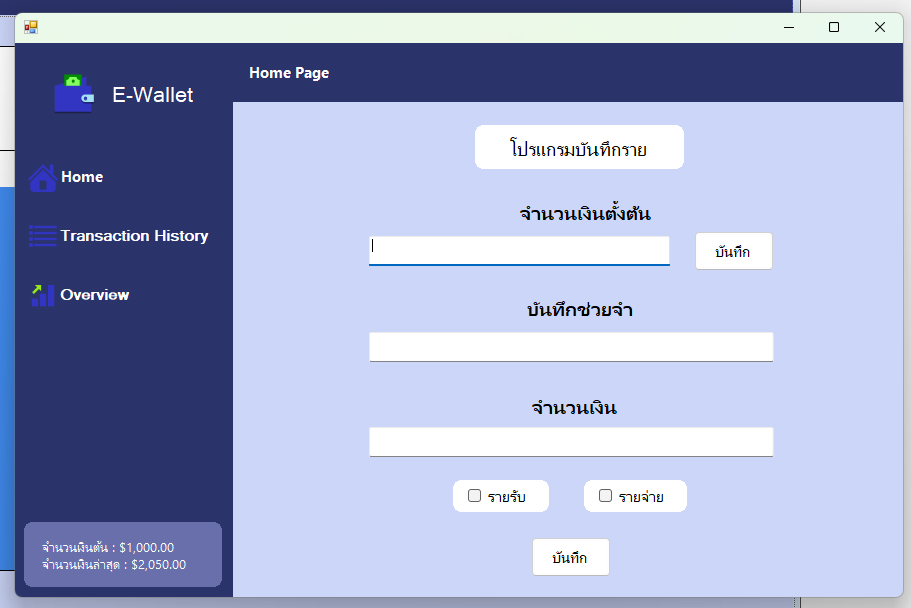 E-Wallet
Home Page
Home
Transaction History
Overview
โปรแกรมบันทึกราย
จำนวนเงินตั้งต้น
บันทึก
บันทึกช่วยจำ
จำนวนเงิน
รายรับ
รายจ่าย
บันทึก
จำนวนเงินต้น : $1,000.00
จำนวนเงินล่าสุด : $2,050.00